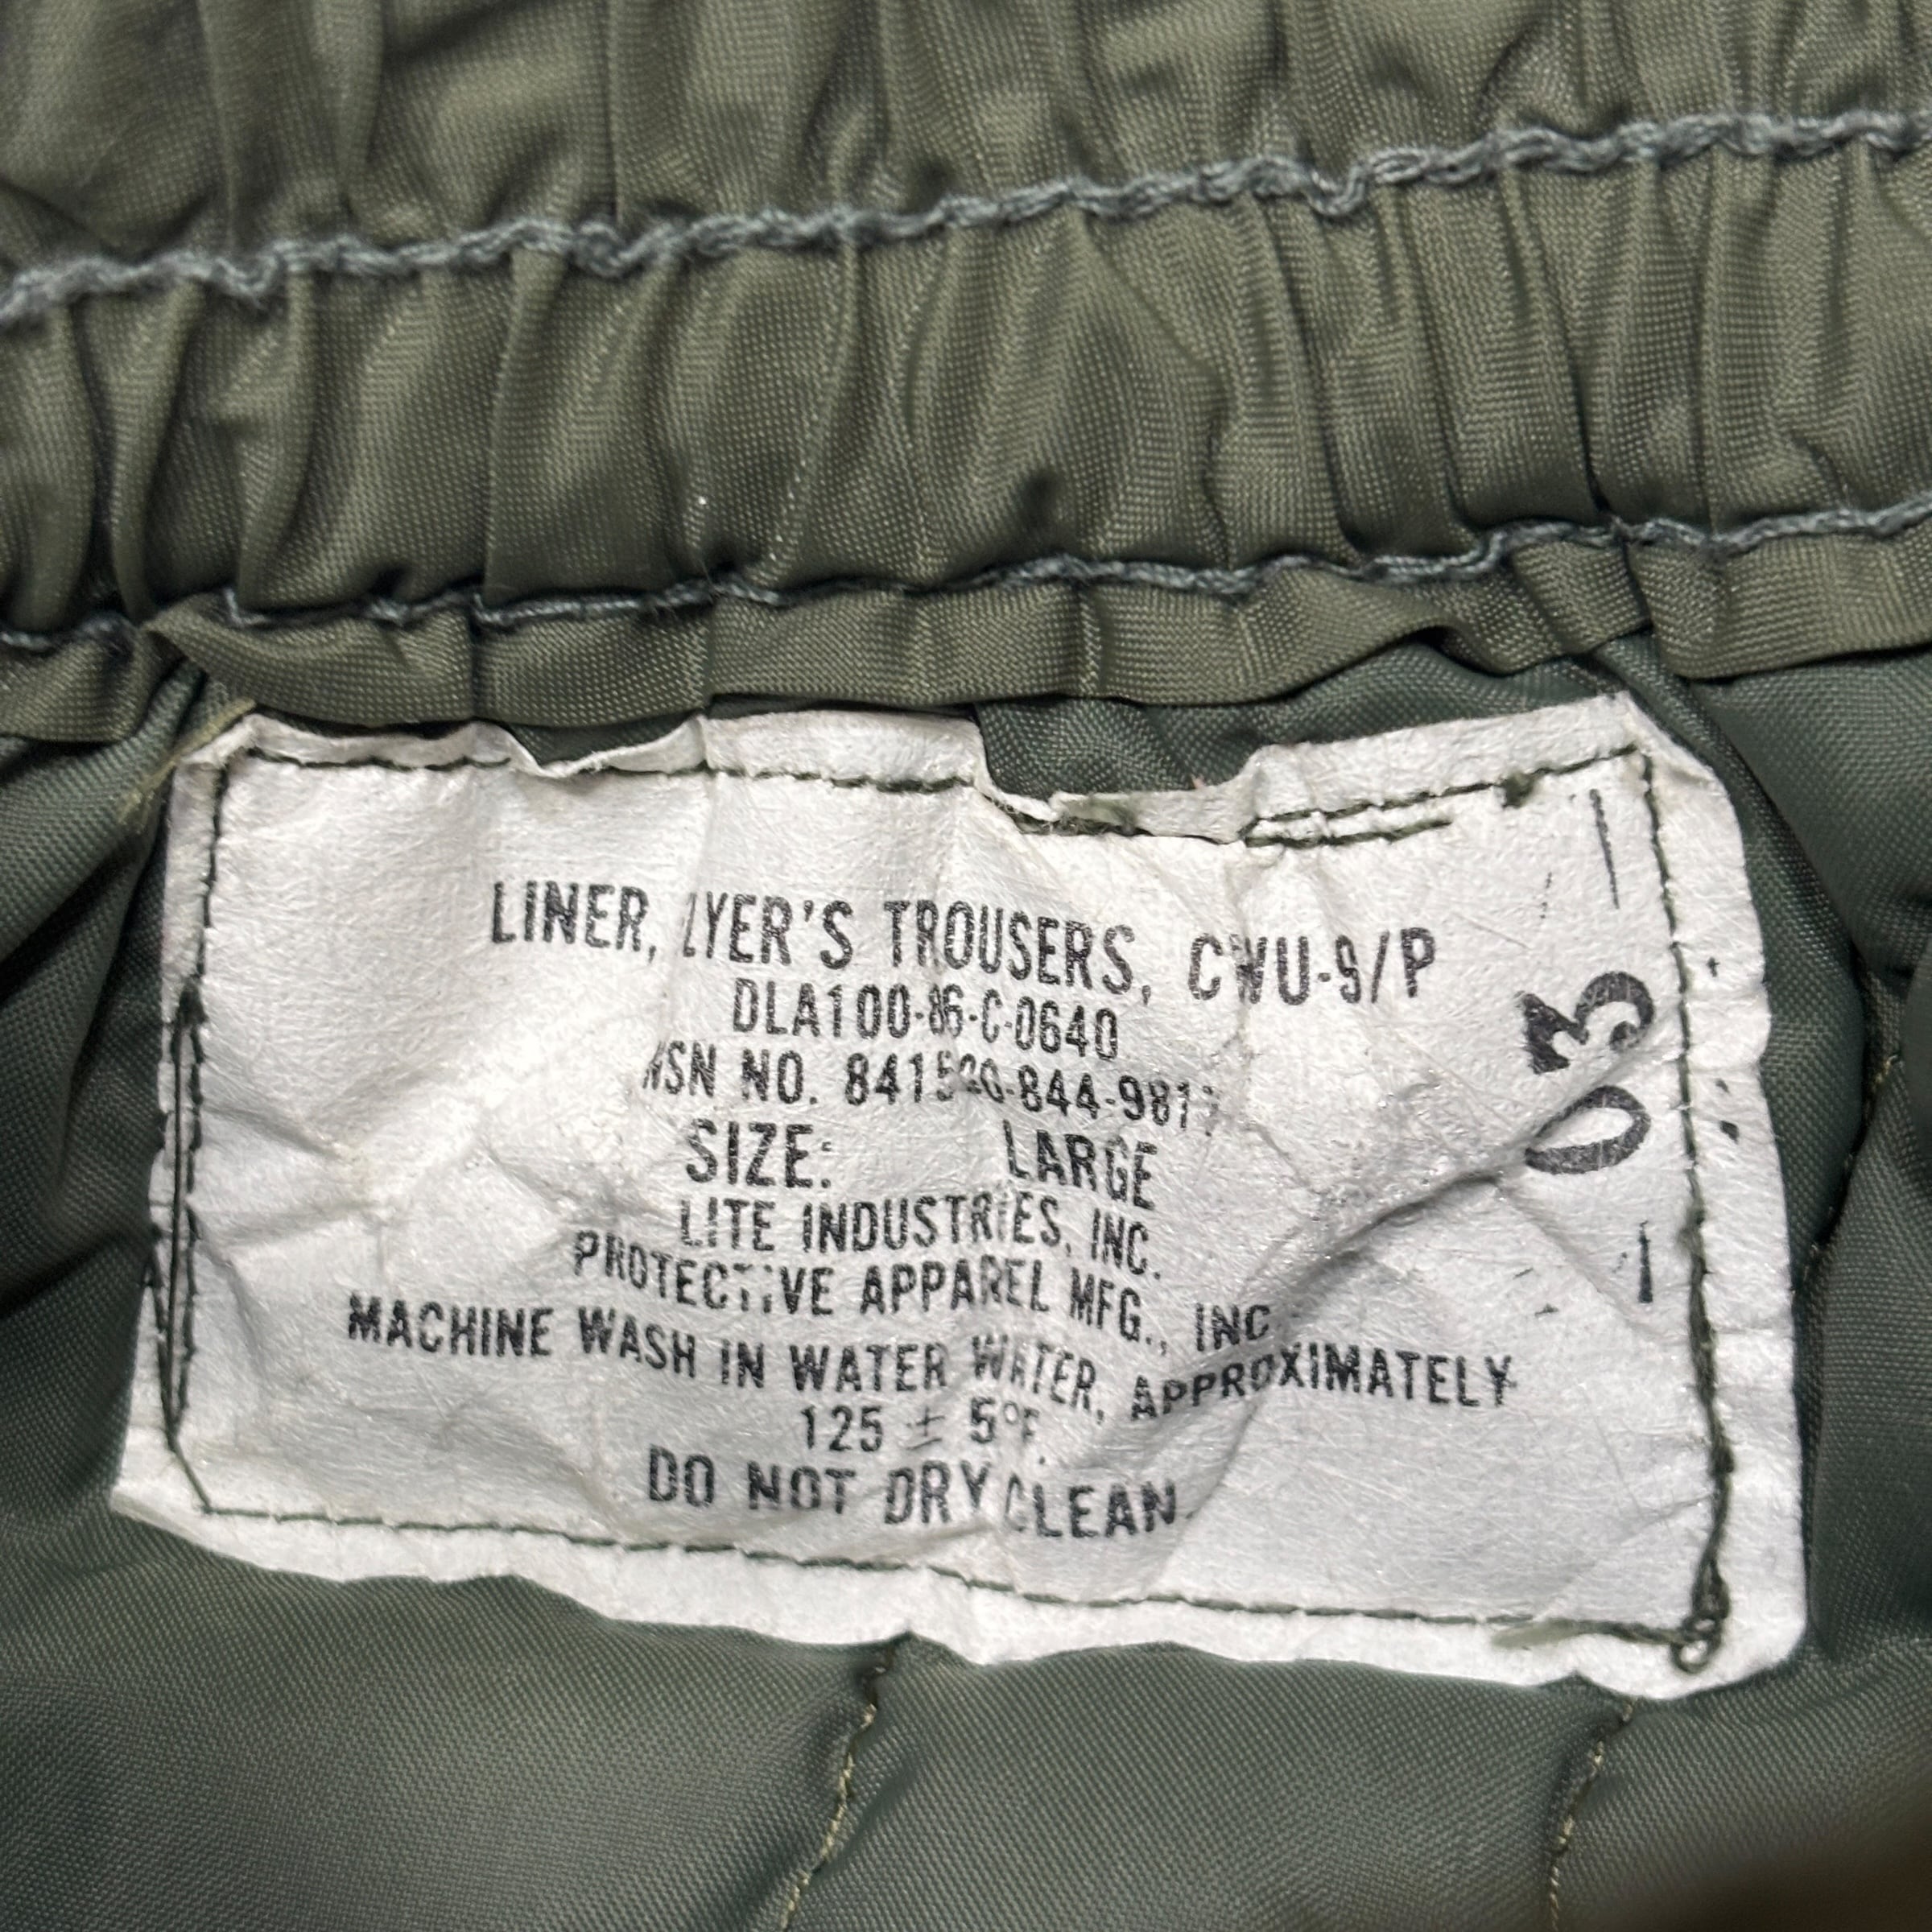 LINER, LYER'S TROUSERS, CWU-9/P
DLA100-86-C-0640
NSN NO.
SIZE: LARGE
LITE INDUSTRIES, INC.
PROTECTIVE APPAREL MFG., INC.
MACHINE WASH IN WATER WATER, APPROXIMATELY
125 ± 5°F.
DO NOT DRY CLEAN.
03